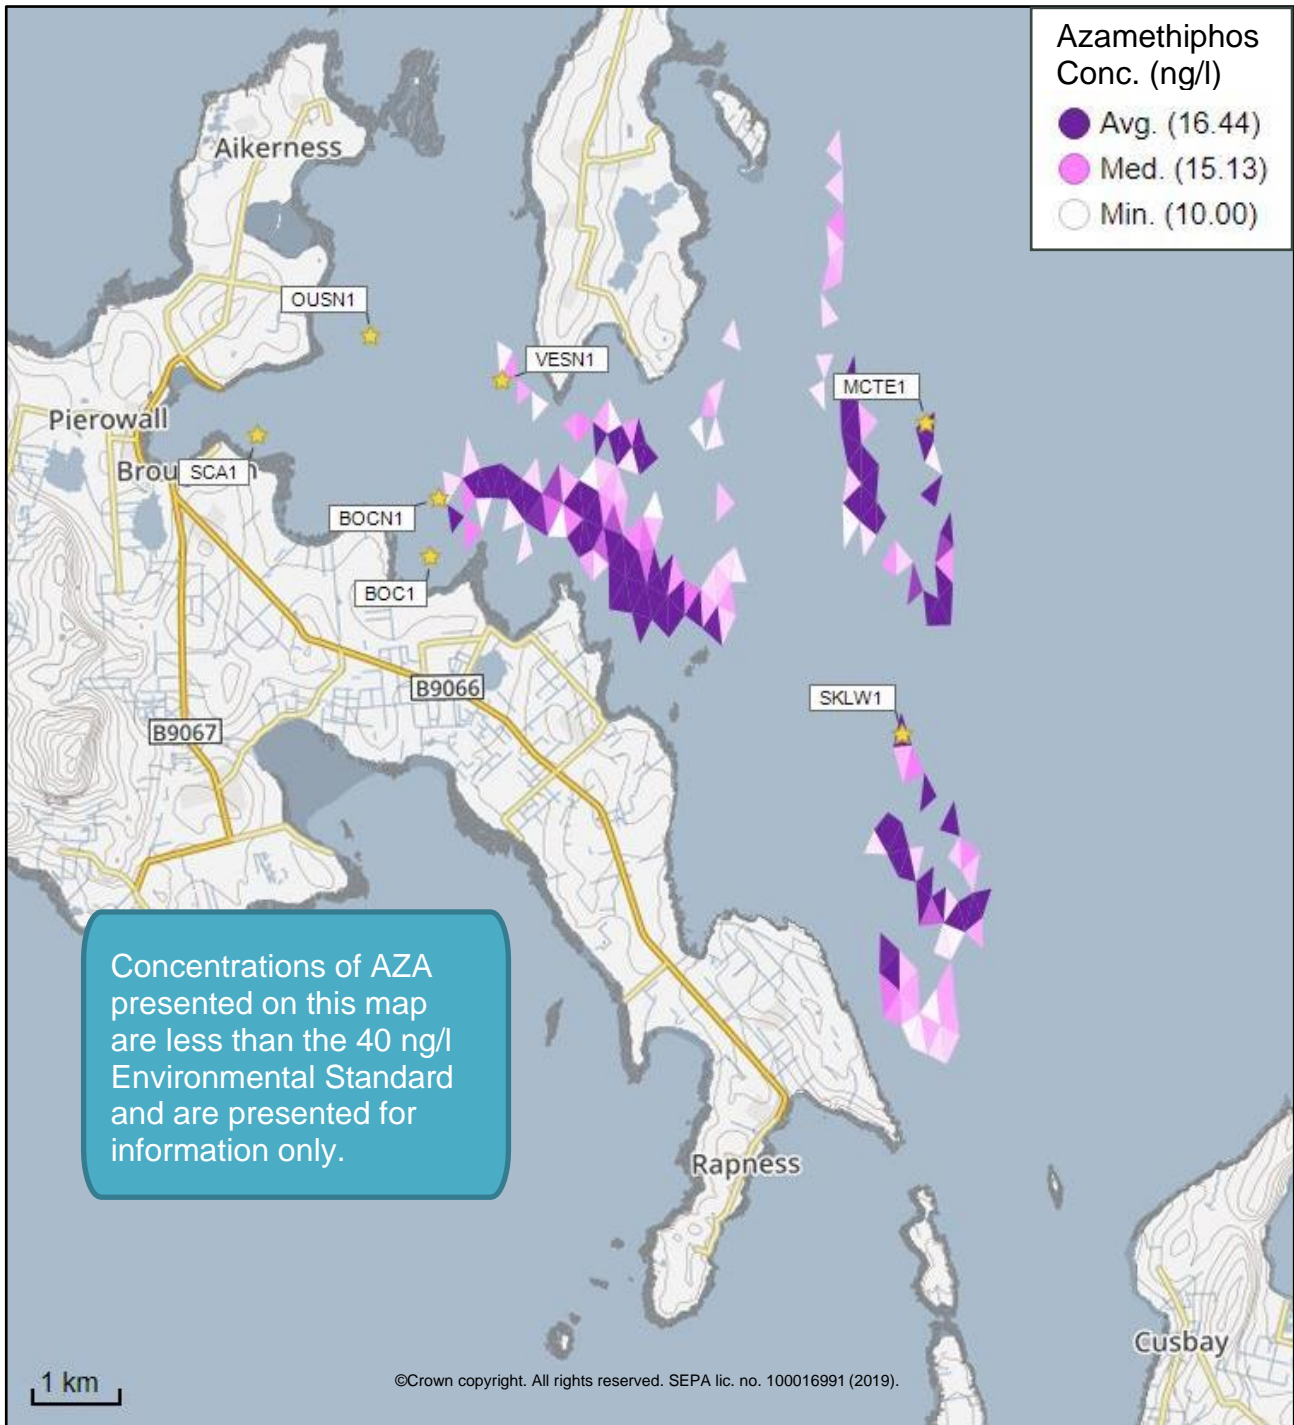 Azamethiphos
Conc. (ng/l)
Avg. (16.44)
Med. (15.13)
Min. (10.00)
Aikerness
OUSN1
VESN1
MCTE1
Pierowall
SCA1
BOCN1
BOC1
B9066
B9067
SKLW1
Concentrations of AZA
presented on this map
are less than the 40 ng/l
Environmental Standard
and are presented for
information only.
Rapness
Cusbay
1 km
©Crown copyright. All rights reserved. SEPA lic. no. 100016991 (2019).